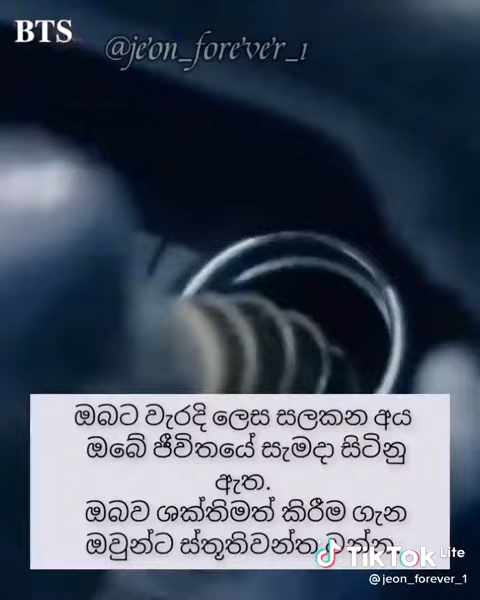 BTS
@jeon_forever_1
ඔබට වැරදි ලෙස සලකන අය
ඔබේ ජීවිතයේ සැමදා සිටිනු
ඇත.
ඔබව ශක්තිමත් කිරීම ගැන
ඔවුන්ට ස්තූතිවන්ත වන්න
TikTok Lite
@jeon_forever_1